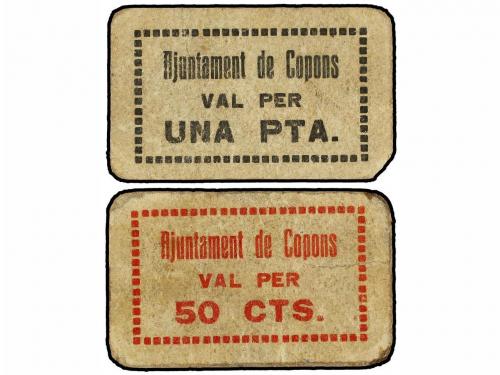 Ajuntament de Copons
VAL PER
UNA PTA.
Ajuntament de Copons
VAL PER
50 CTS.